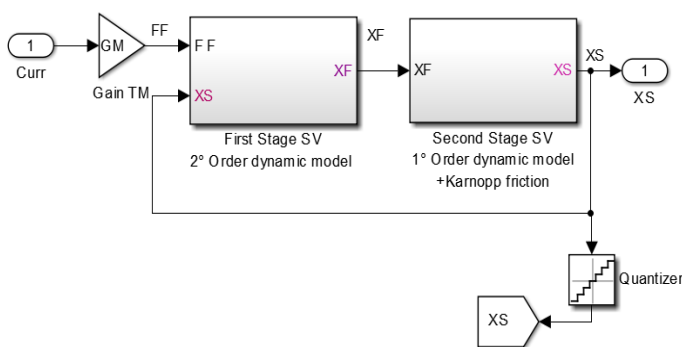 1
Curr
GM
Gain TM
FF
FF
XS
XF
First Stage SV
2° Order dynamic model
XF
XF
XS
Second Stage SV
1° Order dynamic model
+Karnopp friction
XS
1
XS
Quantizer
XS